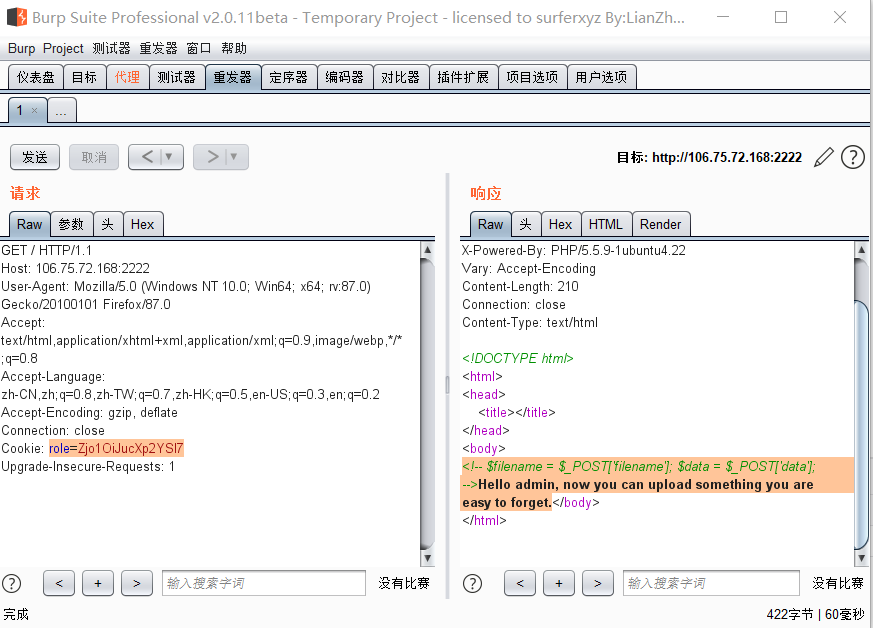 Burp Suite Professional v2.0.11beta - Temporary Project - licensed to surferxyz By:LianZh...
Burp Project 测试器 重发器 窗口 帮助
仪表盘 目标 代理 测试器 重发器 定序器 编码器 对比器 插件扩展 项目选项 用户选项
1 × ...
发送 取消 < ▼ > ▼ 目标: http://106.75.72.168:2222 ?
请求
Raw 参数 头 Hex
GET / HTTP/1.1
Host: 106.75.72.168:2222
User-Agent: Mozilla/5.0 (Windows NT 10.0; Win64; x64; rv:87.0)
Gecko/20100101 Firefox/87.0
Accept:
text/html,application/xhtml+xml,application/xml;q=0.9,image/webp,*/*
;q=0.8
Accept-Language:
zh-CN,zh;q=0.8,zh-TW;q=0.7,zh-HK;q=0.5,en-US;q=0.3,en;q=0.2
Accept-Encoding: gzip, deflate
Connection: close
Cookie: role=Zjo1OiJucXp2YSI7
Upgrade-Insecure-Requests: 1
? < + > 输入搜索字词 没有比赛
完成
响应
Raw 头 Hex HTML Render
X-Powered-By: PHP/5.5.9-1ubuntu4.22
Vary: Accept-Encoding
Content-Length: 210
Connection: close
Content-Type: text/html
<!DOCTYPE html>
<html>
<head>
<title></title>
</head>
<body>
<!-- $filename = $_POST['filename']; $data = $_POST['data'];
-->Hello admin, now you can upload something you are
easy to forget.</body>
</html>
? < + > 输入搜索字词 没有比赛
422字节 | 60毫秒